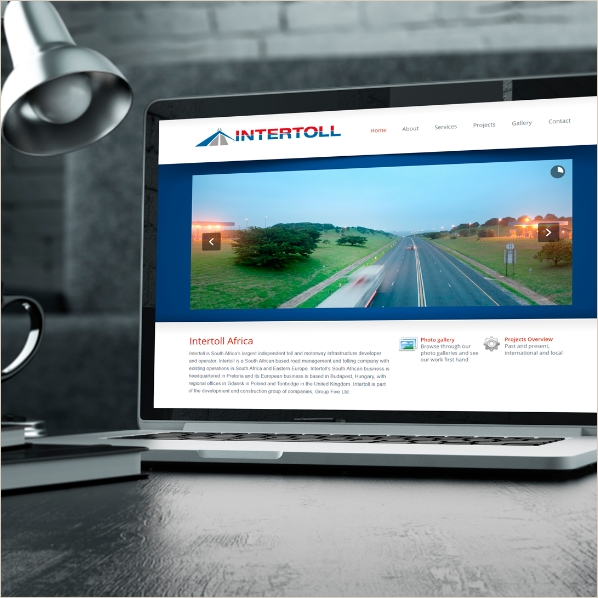 INTERTOLL
Home About Services Projects Gallery Contact
Intertoll Africa
Intertoll is South Africa's largest independent toll and motorway infrastructure developer
and operator. Intertoll is a South African based road management and tolling company with
existing operations in South Africa and Eastern Europe. Intertoll's South African business is
headquartered in Pretoria and its European business is based in Budapest, Hungary, with
regional offices in Gdansk in Poland and Tonbridge in the United Kingdom. Intertoll is part
of the development and construction group of companies, Group Five Ltd.
Photo gallery
Browse through our
photo galleries and see
our work first hand
Projects Overview
Past and present,
international and local